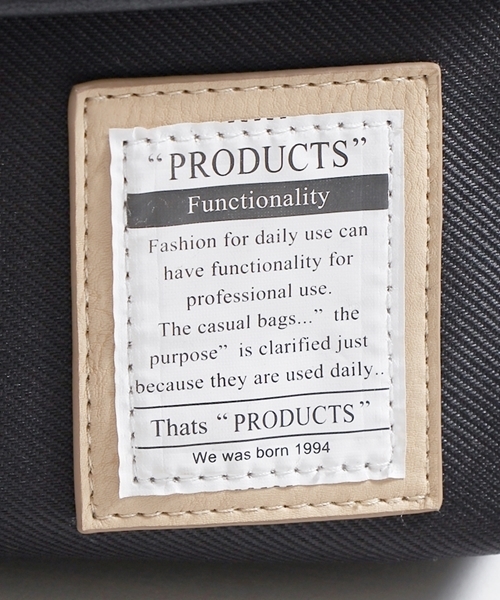 “PRODUCTS”
Functionality
Fashion for daily use can
have functionality for
professional use.
The casual bags...” the
purpose” is clarified just
because they are used daily..
Thats “PRODUCTS”
We was born 1994